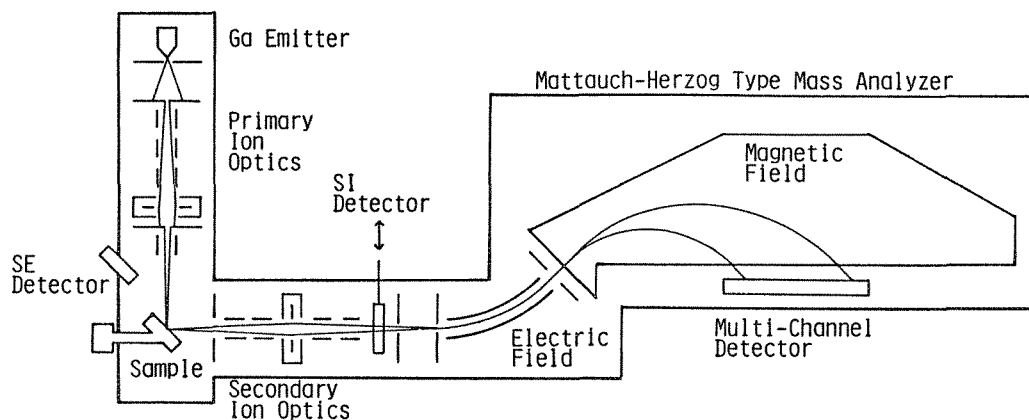 Ga Emitter
Mattauch-Herzog Type Mass Analyzer
Primary
Ion
Optics
Magnetic
Field
SI
Detector
SE
Detector
Electric
Field
Multi-Channel
Detector
Sample
Secondary
Ion Optics